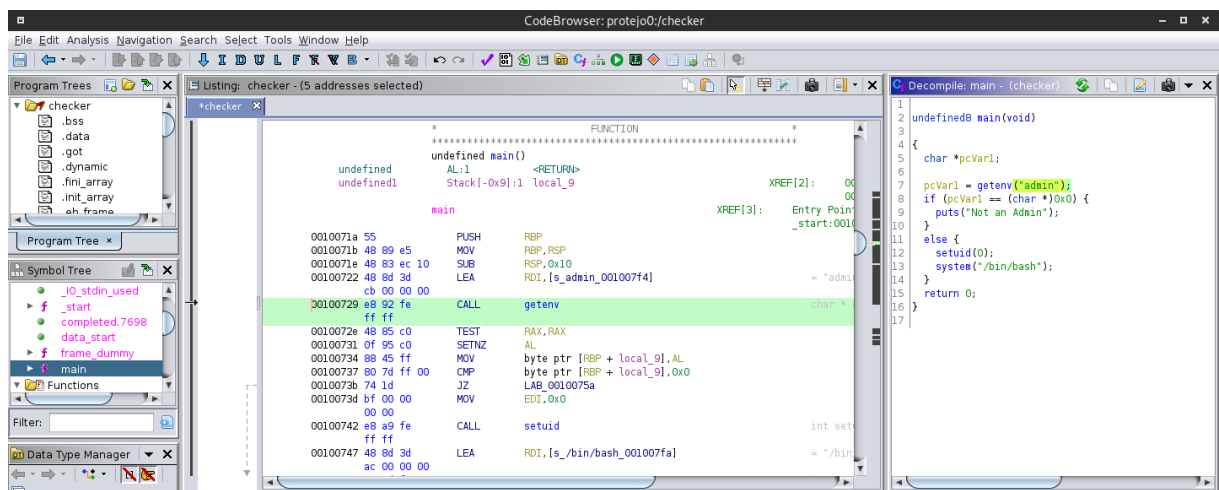 CodeBrowser: protejo0:/checker
File Edit Analysis Navigation Search Select Tools Window Help
I D U L F R V B
Program Trees
checker
.bss
.data
.got
.dynamic
.fini_array
.init_array
.eh_frame
Program Tree ×
Symbol Tree
_IO_stdin_used
f _start
completed.7698
data_start
f frame_dummy
f main
Functions
Filter:
Data Type Manager
Listing: checker - (5 addresses selected)
*checker
* FUNCTION *
**************************************************************
undefined main()
undefined AL:1 <RETURN>
undefined1 Stack[-0x9]:1 local_9 XREF[2]: 00
00
main XREF[3]: Entry Poin
_start:001
0010071a 55 PUSH RBP
0010071b 48 89 e5 MOV RBP,RSP
0010071e 48 83 ec 10 SUB RSP,0x10
00100722 48 8d 3d LEA RDI,[s_admin_001007f4] = "admi
cb 00 00 00
00100729 e8 92 fe CALL getenv char *
ff ff
0010072e 48 85 c0 TEST RAX,RAX
00100731 0f 95 c0 SETNZ AL
00100734 88 45 ff MOV byte ptr [RBP + local_9],AL
00100737 80 7d ff 00 CMP byte ptr [RBP + local_9],0x0
0010073b 74 1d JZ LAB_0010075a
0010073d bf 00 00 MOV EDI,0x0
00 00
00100742 e8 a9 fe CALL setuid int set
ff ff
00100747 48 8d 3d LEA RDI,[s_/bin/bash_001007fa] = "/bin
ac 00 00 00
Decompile: main - (checker)
1
2 undefined8 main(void)
3
4 {
5 char *pcVar1;
6
7 pcVar1 = getenv("admin");
8 if (pcVar1 == (char *)0x0) {
9 puts("Not an Admin");
10 }
11 else {
12 setuid(0);
13 system("/bin/bash");
14 }
15 return 0;
16 }
17